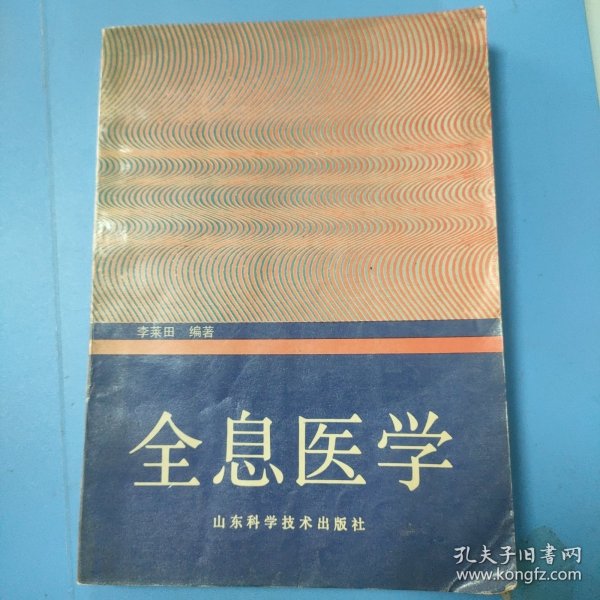 李莱田 编著
全息医学
山东科学技术出版社
孔夫子旧书网
www.kongfz.com